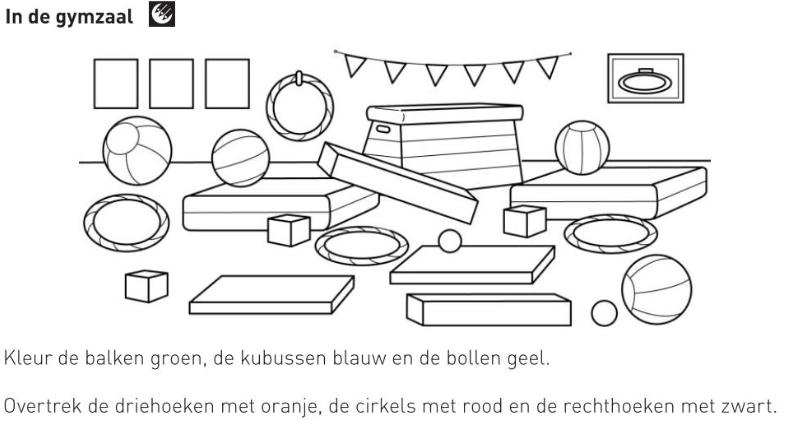 In de gymzaal
Kleur de balken groen, de kubussen blauw en de bollen geel.
Overtrek de driehoeken met oranje, de cirkels met rood en de rechthoeken met zwart.